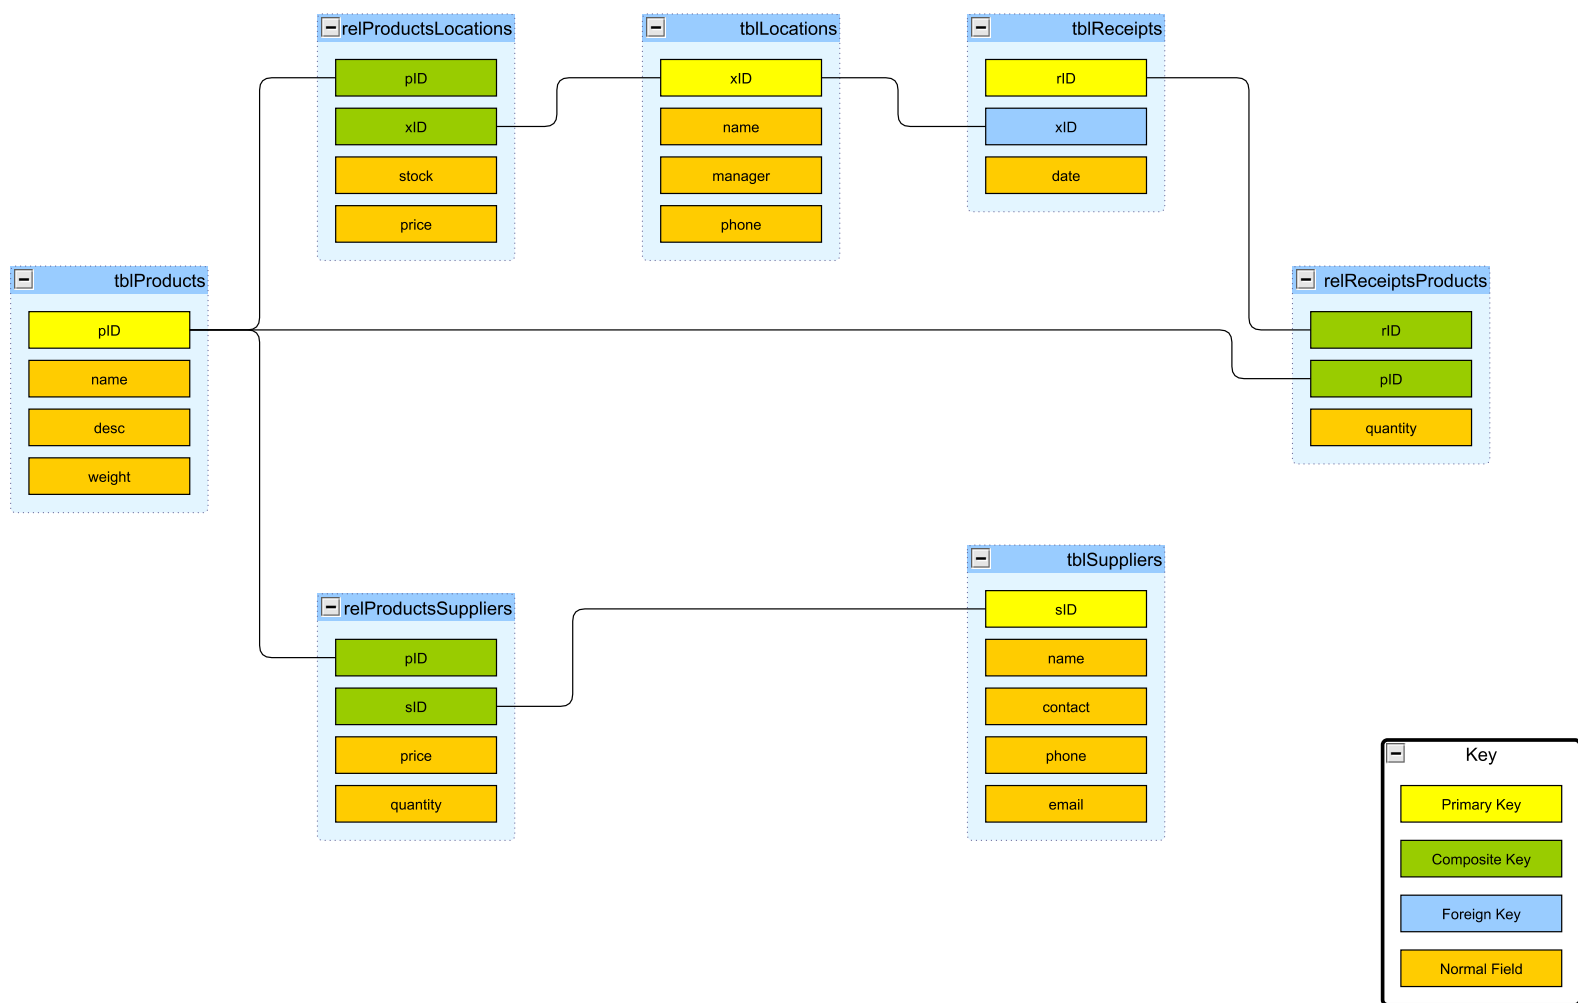 relProductsLocations
pID
xID
stock
price
tblLocations
xID
name
manager
phone
tblReceipts
rID
xID
date
tblProducts
pID
name
desc
weight
relReceiptsProducts
rID
pID
quantity
relProductsSuppliers
pID
sID
price
quantity
tblSuppliers
sID
name
contact
phone
email
Key
Primary Key
Composite Key
Foreign Key
Normal Field